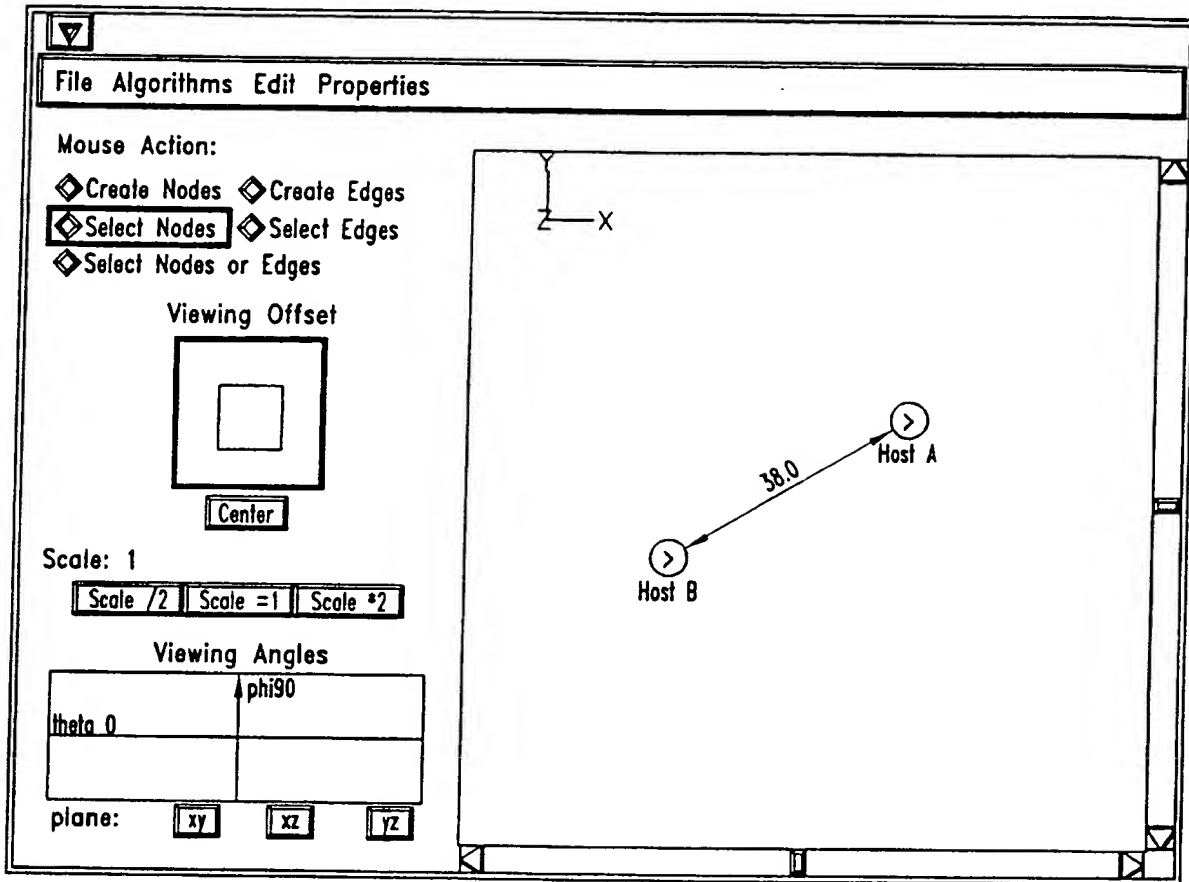 File Algorithms Edit Properties
Mouse Action:
Create Nodes Create Edges
Select Nodes Select Edges
Select Nodes or Edges
Viewing Offset
Center
Scale: 1
Scale /2 Scale =1 Scale *2
Viewing Angles
phi90
theta 0
plane: xy xz yz
Y
Z X
Host A
38.0
Host B